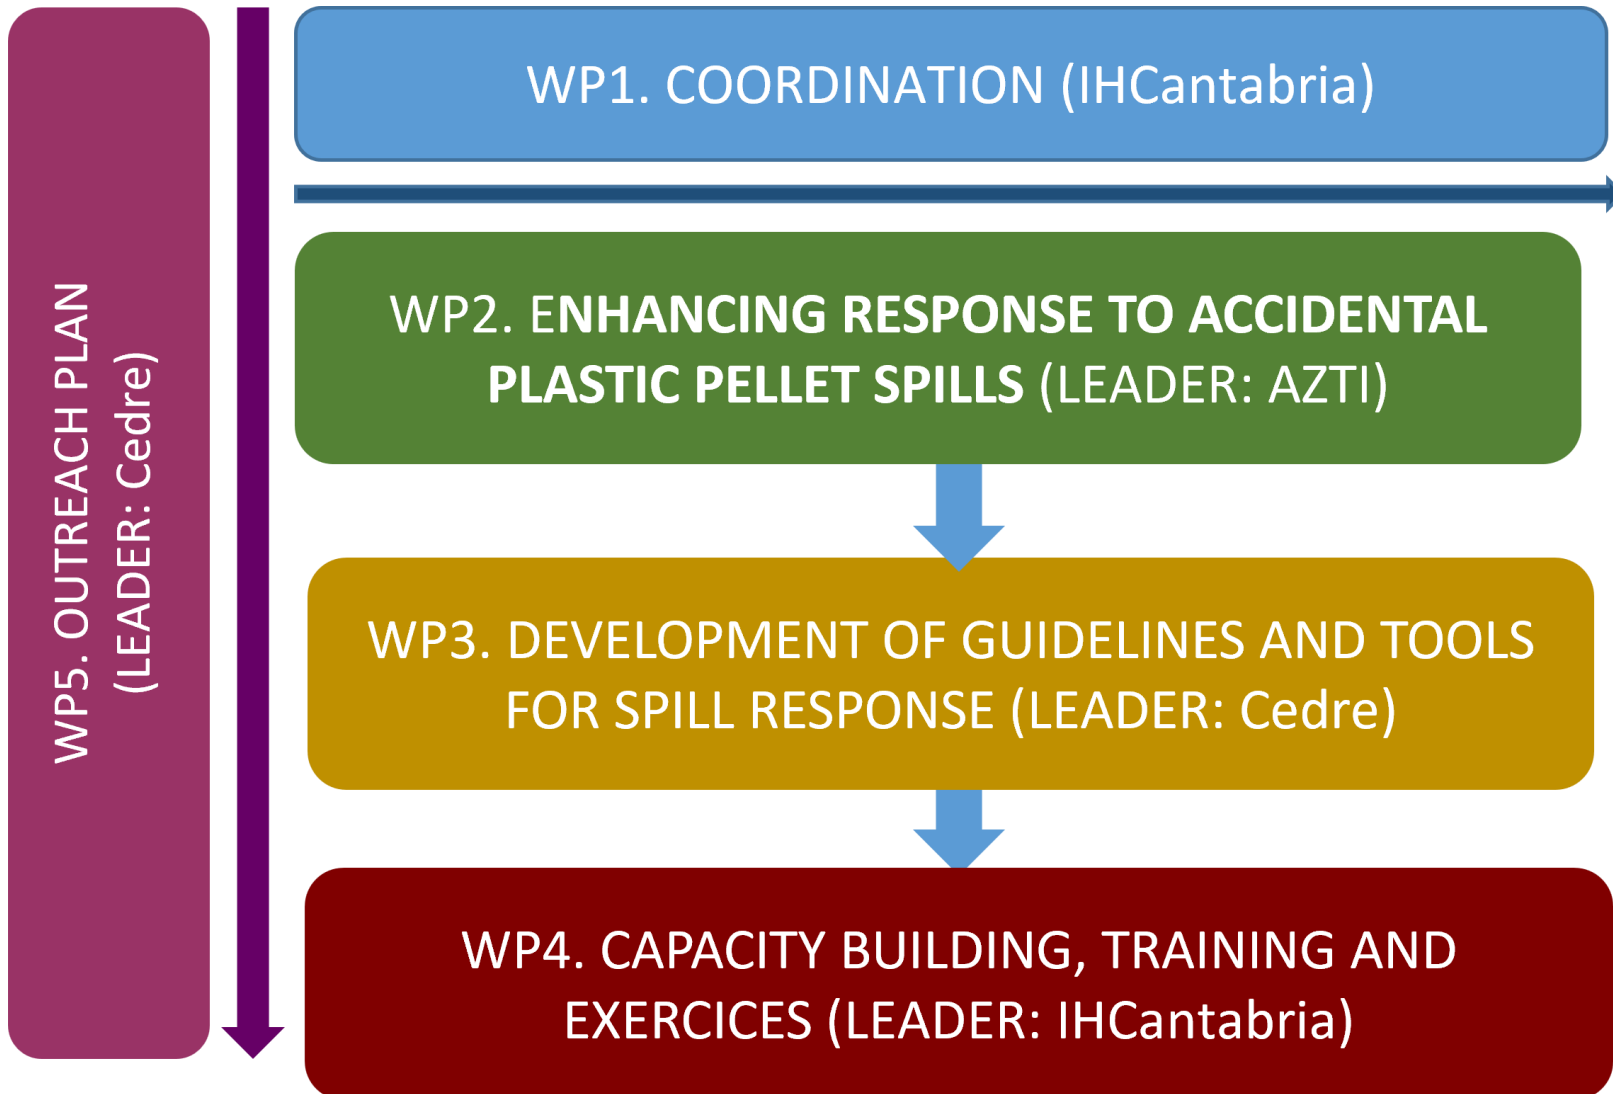 WP5. OUTREACH PLAN
(LEADER: Cedre)
WP1. COORDINATION (IHCantabria)
WP2. ENHANCING RESPONSE TO ACCIDENTAL
PLASTIC PELLET SPILLS (LEADER: AZTI)
WP3. DEVELOPMENT OF GUIDELINES AND TOOLS
FOR SPILL RESPONSE (LEADER: Cedre)
WP4. CAPACITY BUILDING, TRAINING AND
EXERCICES (LEADER: IHCantabria)